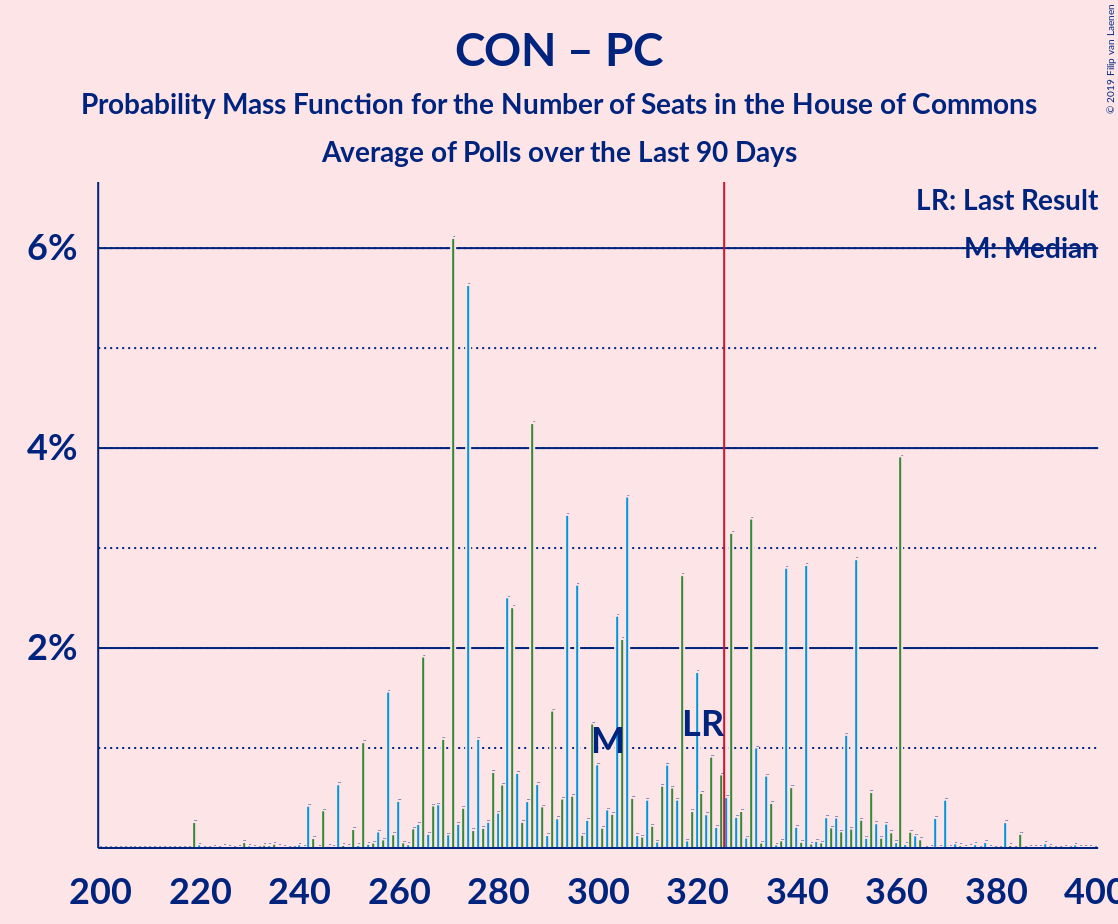 CON – PC
Probability Mass Function for the Number of Seats in the House of Commons
Average of Polls over the Last 90 Days
© 2019 Filip van Laenen
LR: Last Result
M: Median
6%
4%
2%
M
LR
200 220 240 260 280 300 320 340 360 380 400